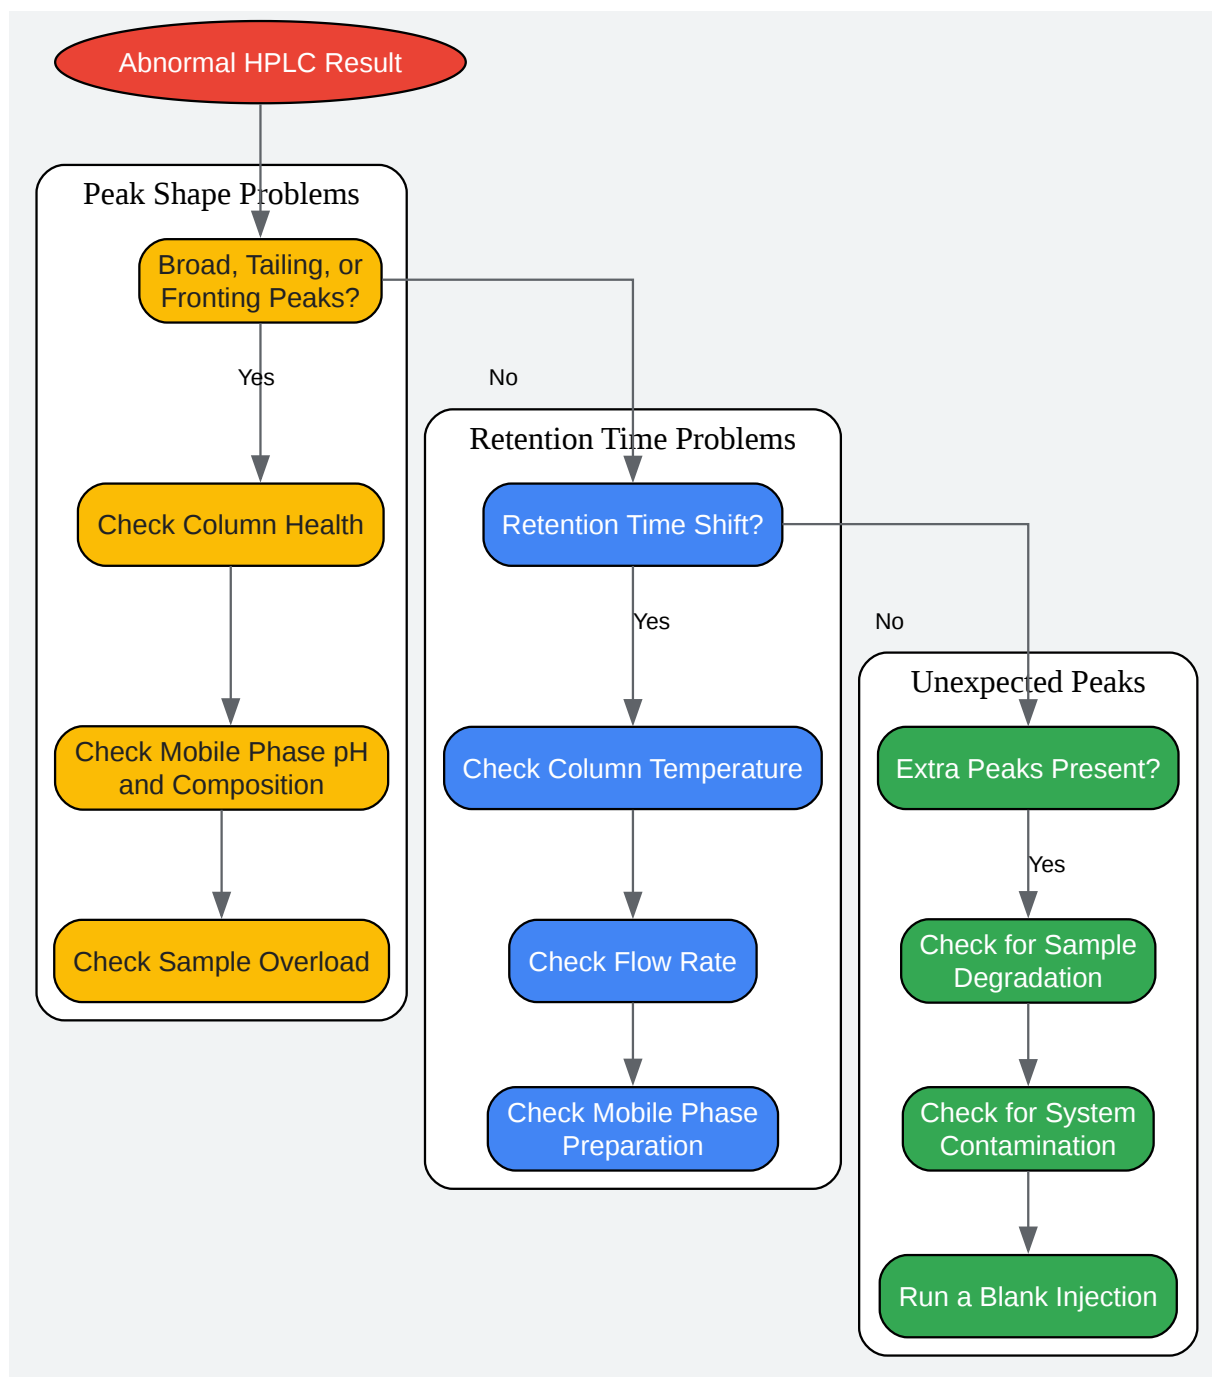 Abnormal HPLC Result
Peak Shape Problems
Broad, Tailing, or
Fronting Peaks?
Yes
No
Check Column Health
Check Mobile Phase pH
and Composition
Check Sample Overload
Retention Time Problems
Retention Time Shift?
Yes
No
Check Column Temperature
Check Flow Rate
Check Mobile Phase
Preparation
Unexpected Peaks
Extra Peaks Present?
Yes
Check for Sample
Degradation
Check for System
Contamination
Run a Blank Injection